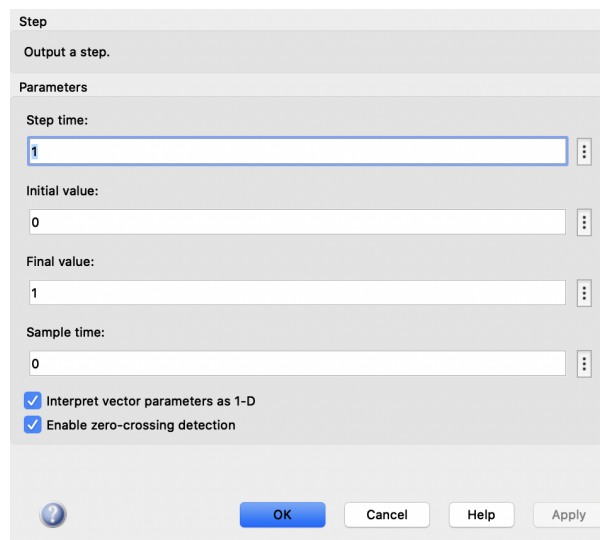 Step
Output a step.
Parameters
Step time:
1
Initial value:
0
Final value:
1
Sample time:
0
Interpret vector parameters as 1-D
Enable zero-crossing detection
? OK Cancel Help Apply